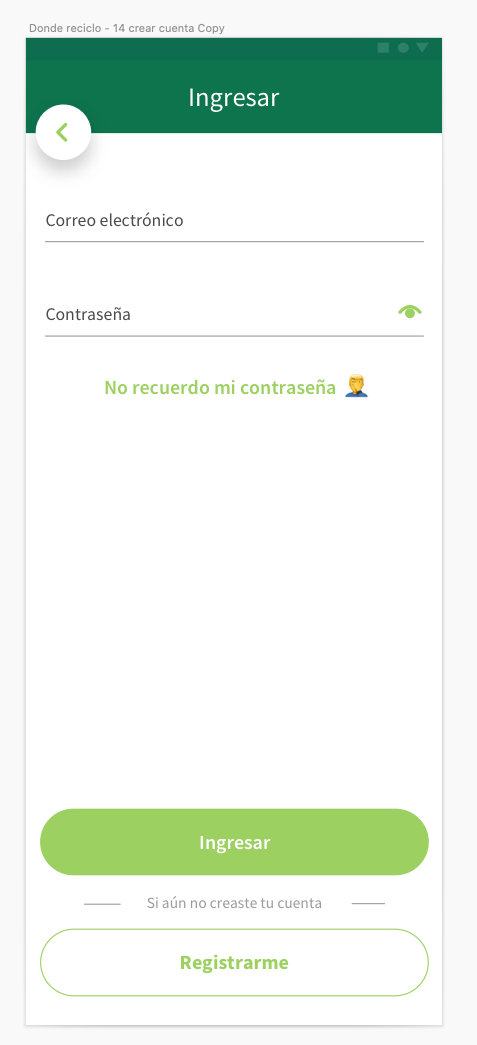 Donde reciclo - 14 crear cuenta Copy
Ingresar
Correo electrónico
Contraseña
No recuerdo mi contraseña 🤦‍♂️
Ingresar
Si aún no creaste tu cuenta
Registrarme